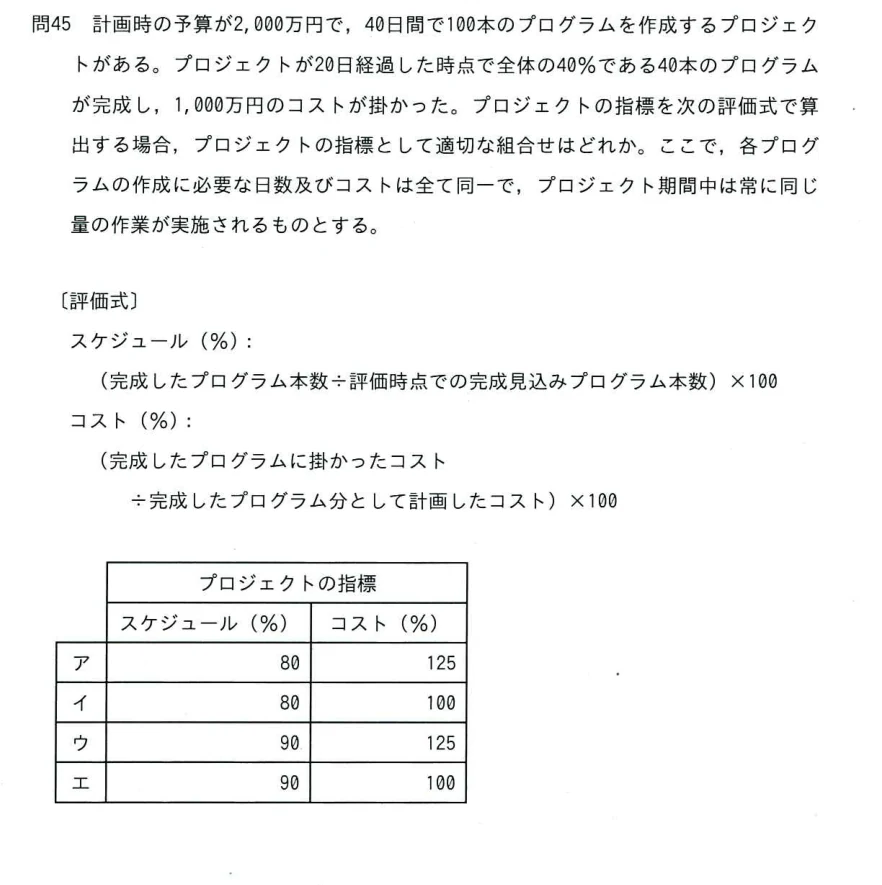 問45 計画時の予算が2,000万円で，40日間で100本のプログラムを作成するプロジェク
トがある。プロジェクトが20日経過した時点で全体の40％である40本のプログラム
が完成し，1,000万円のコストが掛かった。プロジェクトの指標を次の評価式で算
出する場合，プロジェクトの指標として適切な組合せはどれか。ここで，各プログ
ラムの作成に必要な日数及びコストは全て同一で，プロジェクト期間中は常に同じ
量の作業が実施されるものとする。
〔評価式〕
スケジュール（％）：
（完成したプログラム本数÷評価時点での完成見込みプログラム本数）×100
コスト（％）：
（完成したプログラムに掛かったコスト
÷完成したプログラム分として計画したコスト）×100
プロジェクトの指標
スケジュール（％） コスト（％）
ア 80 125
イ 80 100
ウ 90 125
エ 90 100